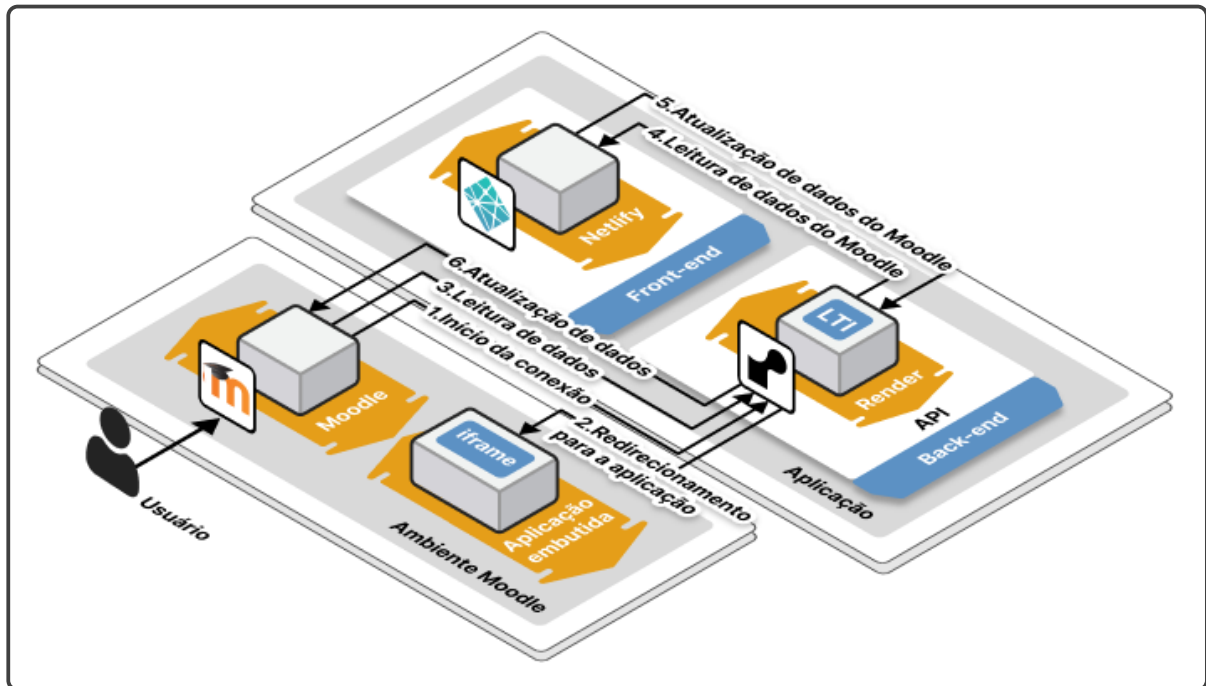 5.Atualização de dados do Moodle
4.Leitura de dados do Moodle
Netlify
Front-end
LTI
Render
API
Back-end
Aplicação
6.Atualização de dados
3.Leitura de dados
1.Início da conexão
2.Redirecionamento
para a aplicação
m
Moodle
iframe
Aplicação
embutida
Ambiente Moodle
Usuário